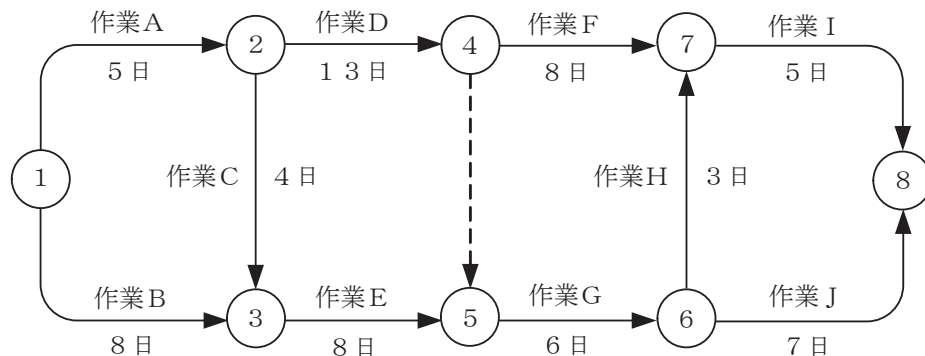 作業A 作業D 作業F 作業I
2 4 7
5日 13日 8日 5日
1 作業C 4日 作業H 3日 8
作業B 作業E 作業G 作業J
3 5 6
8日 8日 6日 7日